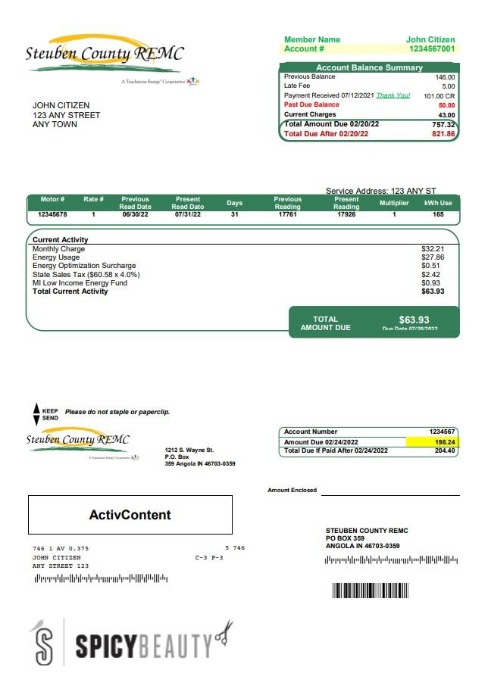 Steuben County REMC
A Touchstone Energy® Cooperative
Member Name John Citizen
Account # 1234567001
Account Balance Summary
Previous Balance 146.00
Late Fee 5.00
Payment Received 07/12/2021 Thank You! 101.00 CR
Past Due Balance 50.00
Current Charges 43.00
Total Amount Due 02/20/22 757.32
Total Due After 02/20/22 821.86
JOHN CITIZEN
123 ANY STREET
ANY TOWN
Service Address: 123 ANY ST
Motor # Rate # Previous Read Date Present Read Date Days Previous Reading Present Reading Multiplier kWh Use
12345678 1 06/30/22 07/31/22 31 17761 17926 1 165
Current Activity
Monthly Charge $32.21
Energy Usage $27.86
Energy Optimization Surcharge $0.51
State Sales Tax ($60.58 x 4.0%) $2.42
MI Low Income Energy Fund $0.93
Total Current Activity $63.93
TOTAL AMOUNT DUE $63.93
Due Date 07/25/2022
KEEP
SEND
Please do not staple or paperclip.
Steuben County REMC
1212 S. Wayne St.
P.O. Box
359 Angola IN 46703-0359
Account Number 1234567
Amount Due 02/24/2022 198.24
Total Due If Paid After 02/24/2022 204.40
Amount Enclosed
ActivContent
STEUBEN COUNTY REMC
PO BOX 359
ANGOLA IN 46703-0359
746 1 AV 0.375 5 746
JOHN CITIZEN C-3 P-3
ANY STREET 123
SPICYBEAUTY